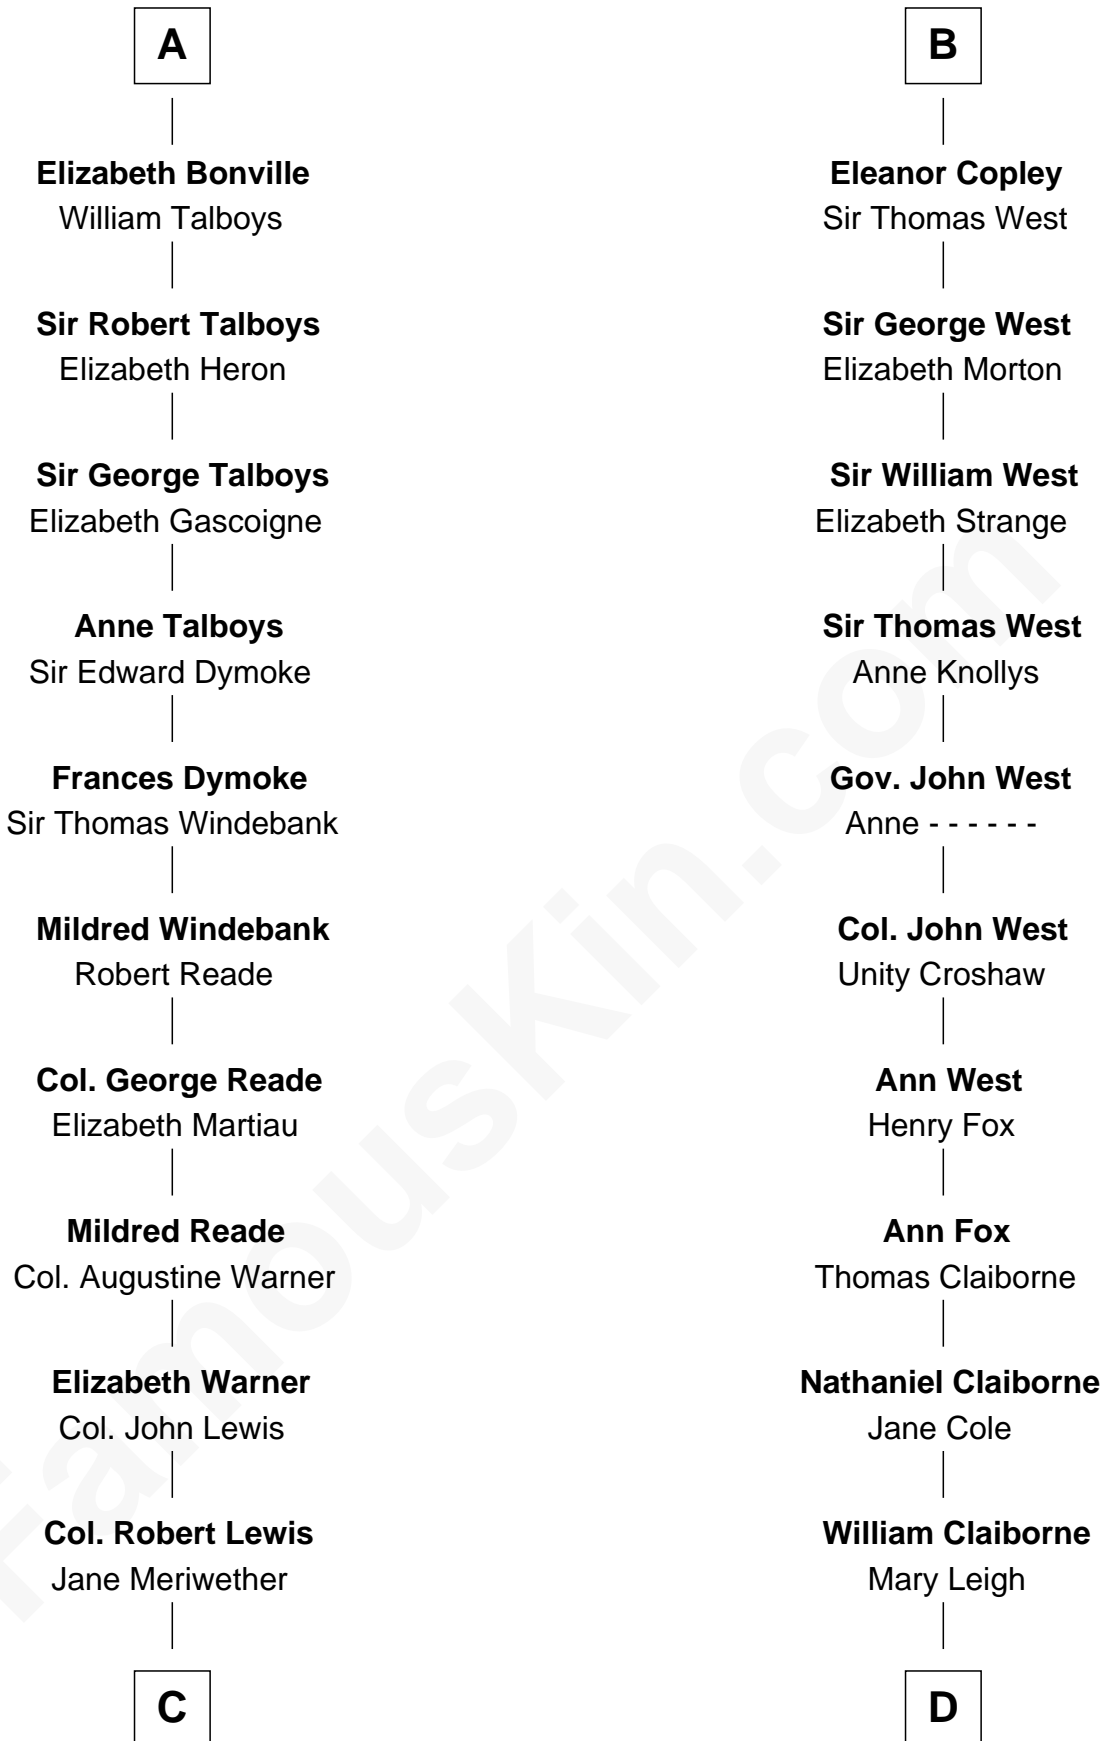 A
Elizabeth Bonville
William Talboys
Sir Robert Talboys
Elizabeth Heron
Sir George Talboys
Elizabeth Gascoigne
Anne Talboys
Sir Edward Dymoke
Frances Dymoke
Sir Thomas Windebank
Mildred Windebank
Robert Reade
Col. George Reade
Elizabeth Martiau
Mildred Reade
Col. Augustine Warner
Elizabeth Warner
Col. John Lewis
Col. Robert Lewis
Jane Meriwether
C
B
Eleanor Copley
Sir Thomas West
Sir George West
Elizabeth Morton
Sir William West
Elizabeth Strange
Sir Thomas West
Anne Knollys
Gov. John West
Anne - - - - - -
Col. John West
Unity Croshaw
Ann West
Henry Fox
Ann Fox
Thomas Claiborne
Nathaniel Claiborne
Jane Cole
William Claiborne
Mary Leigh
D
FamousKin.com